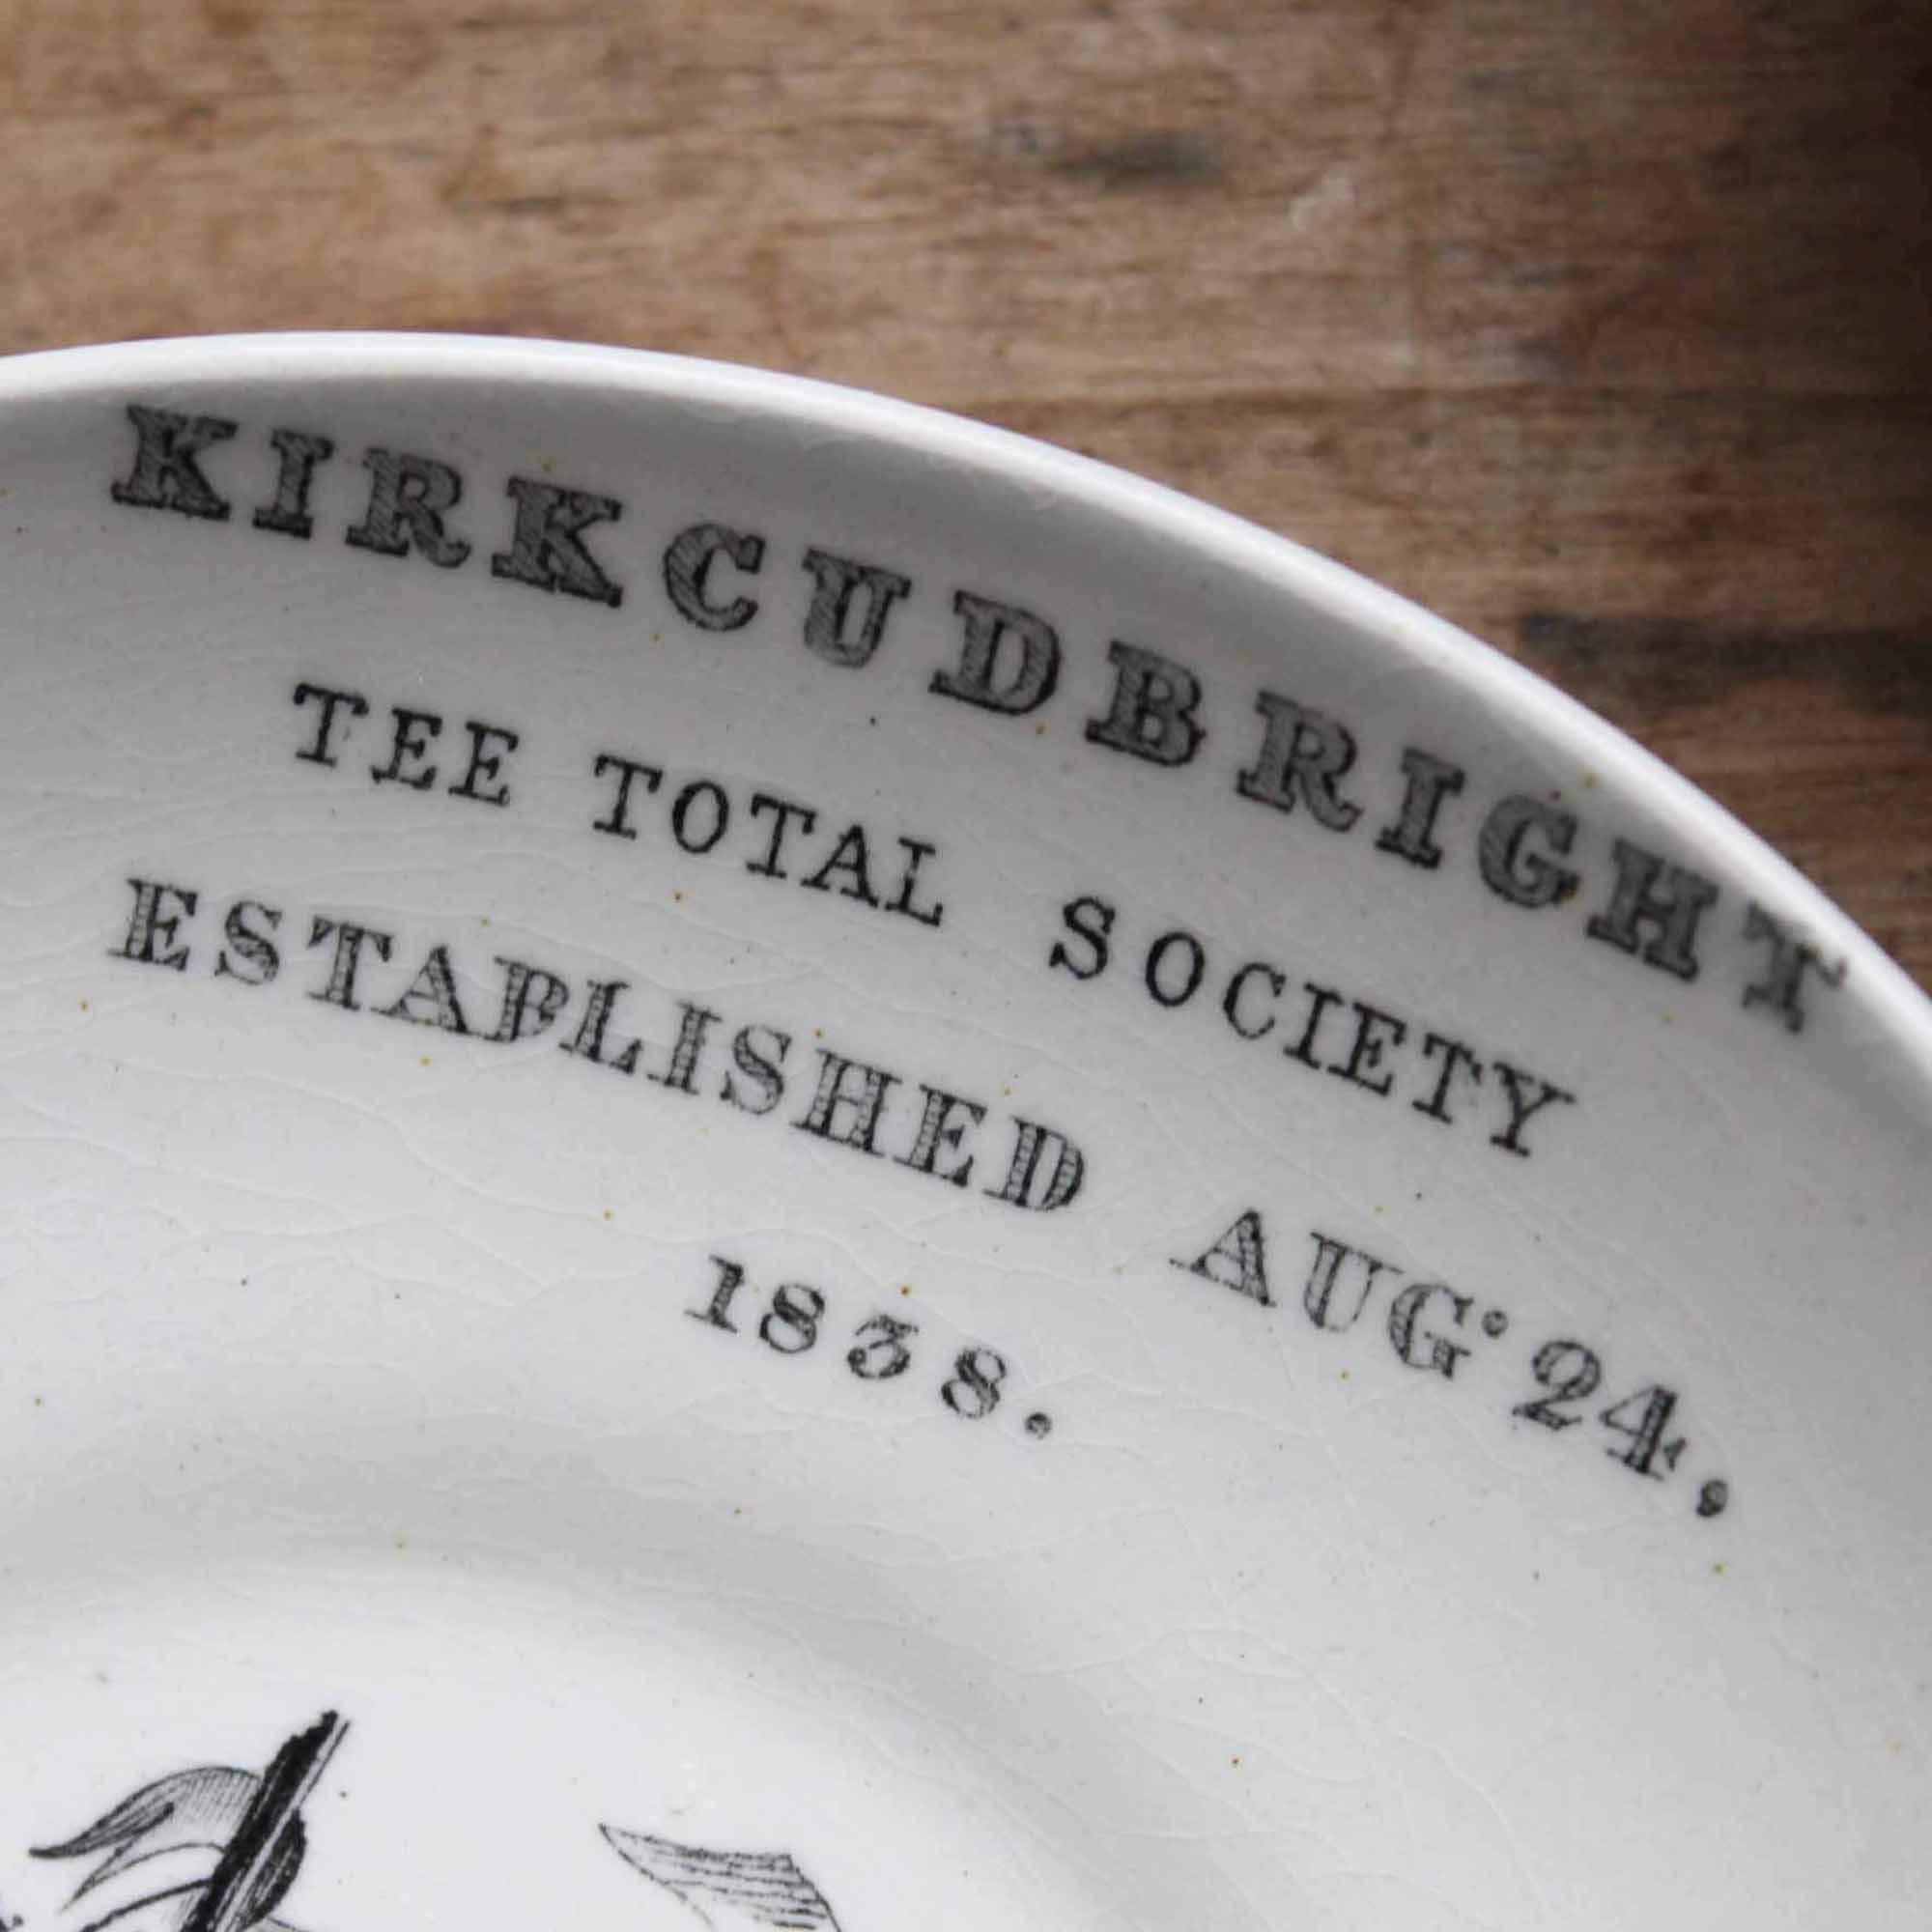 KIRKCUDBRIGHT
TEE TOTAL SOCIETY
ESTABLISHED AUG. 24,
1838.